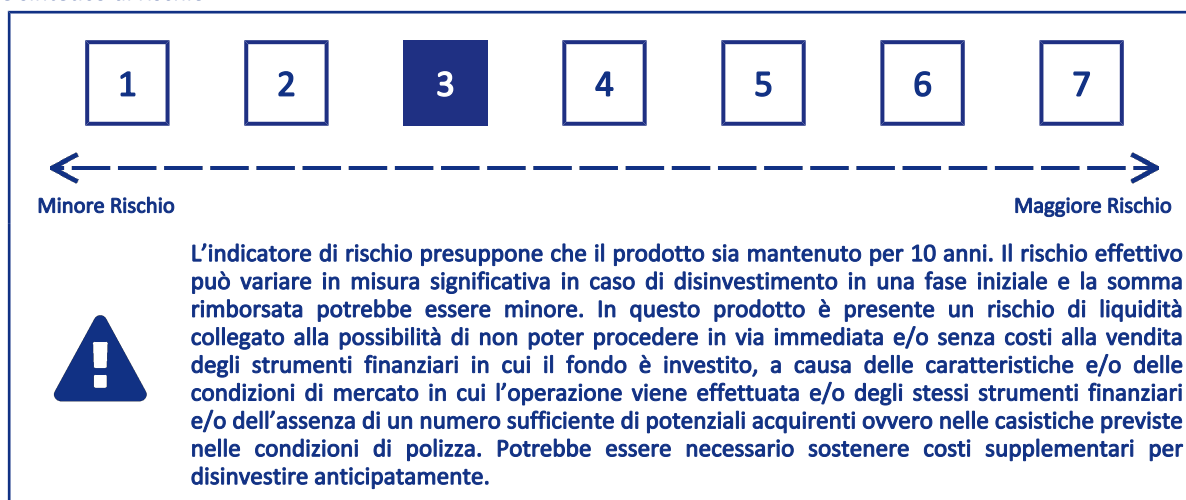 1 2 3 4 5 6 7
Minore Rischio Maggiore Rischio
L'indicatore di rischio presuppone che il prodotto sia mantenuto per 10 anni. Il rischio effettivo
può variare in misura significativa in caso di disinvestimento in una fase iniziale e la somma
rimborsata potrebbe essere minore. In questo prodotto è presente un rischio di liquidità
collegato alla possibilità di non poter procedere in via immediata e/o senza costi alla vendita
degli strumenti finanziari in cui il fondo è investito, a causa delle caratteristiche e/o delle
condizioni di mercato in cui l'operazione viene effettuata e/o degli stessi strumenti finanziari
e/o dell'assenza di un numero sufficiente di potenziali acquirenti ovvero nelle casistiche previste
nelle condizioni di polizza. Potrebbe essere necessario sostenere costi supplementari per
disinvestire anticipatamente.